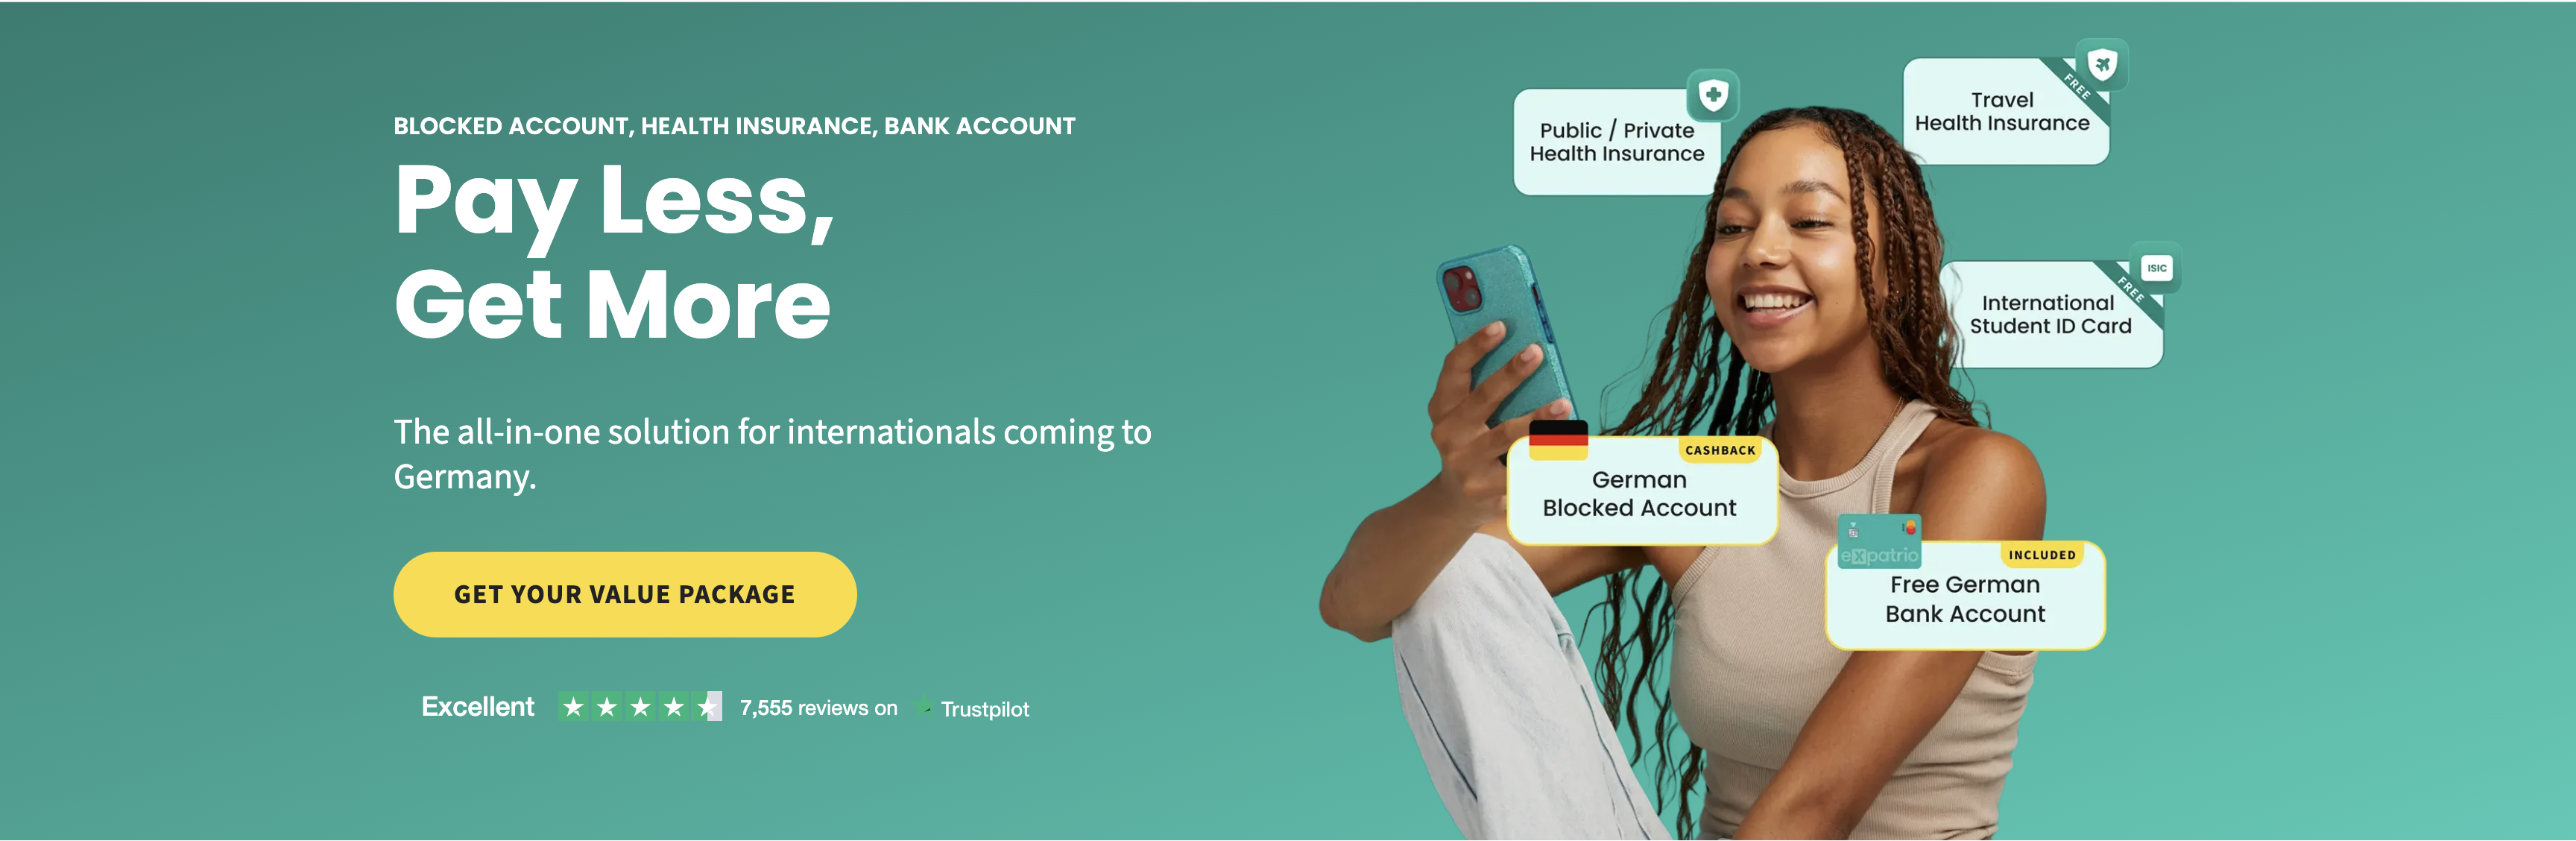 BLOCKED ACCOUNT, HEALTH INSURANCE, BANK ACCOUNT
Pay Less,
Get More
The all-in-one solution for internationals coming to
Germany.
GET YOUR VALUE PACKAGE
Excellent
7,555 reviews on
Trustpilot
Public / Private
Health Insurance
FREE
Travel
Health Insurance
ISIC
FREE
International
Student ID Card
CASHBACK
German
Blocked Account
expatrio
INCLUDED
Free German
Bank Account